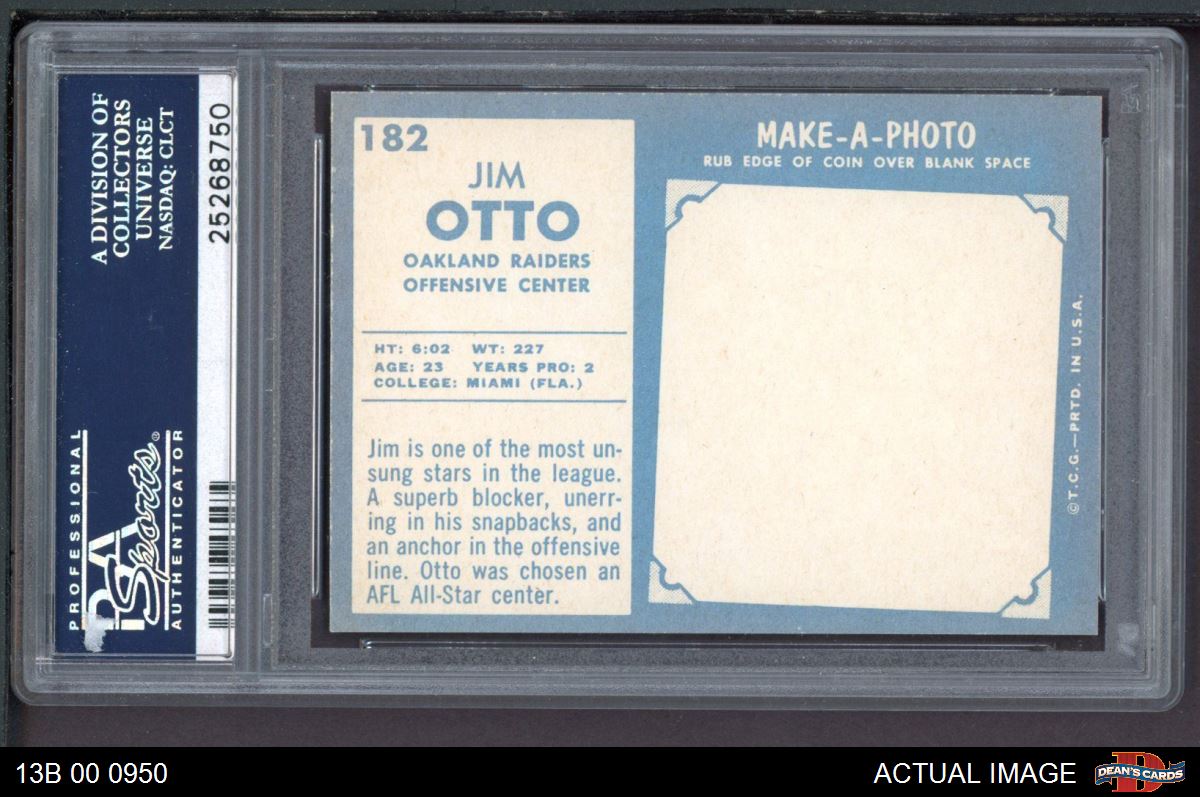 A DIVISION OF
COLLECTORS
UNIVERSE
NASDAQ: CLCT
25268750
PROFESSIONAL
PSA
Sports®
AUTHENTICATOR
182
JIM
OTTO
OAKLAND RAIDERS
OFFENSIVE CENTER
HT: 6:02 WT: 227
AGE: 23 YEARS PRO: 2
COLLEGE: MIAMI (FLA.)
Jim is one of the most un-
sung stars in the league.
A superb blocker, unerr-
ing in his snapbacks, and
an anchor in the offensive
line. Otto was chosen an
AFL All-Star center.
MAKE-A-PHOTO
RUB EDGE OF COIN OVER BLANK SPACE
©T.C.G.—PRTD. IN U.S.A.
13B 00 0950
ACTUAL IMAGE
D
DEAN'S CARDS